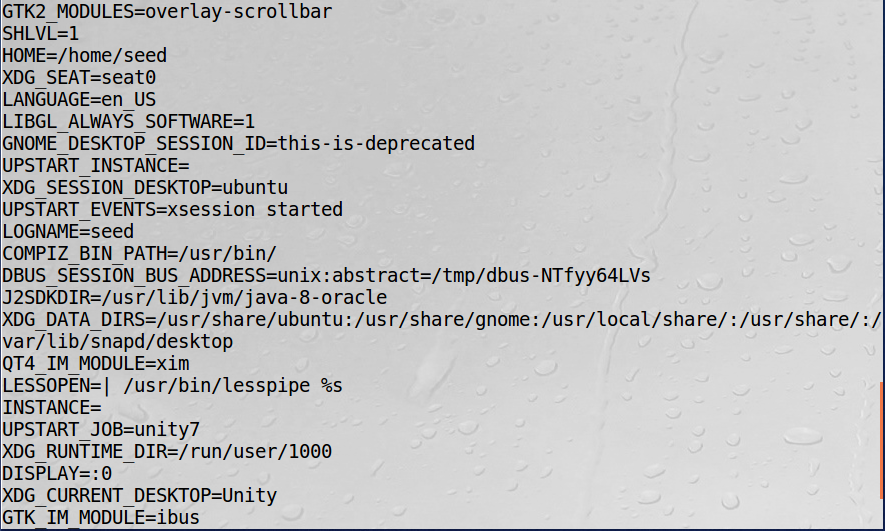 GTK2_MODULES=overlay-scrollbar
SHLVL=1
HOME=/home/seed
XDG_SEAT=seat0
LANGUAGE=en_US
LIBGL_ALWAYS_SOFTWARE=1
GNOME_DESKTOP_SESSION_ID=this-is-deprecated
UPSTART_INSTANCE=
XDG_SESSION_DESKTOP=ubuntu
UPSTART_EVENTS=xsession started
LOGNAME=seed
COMPIZ_BIN_PATH=/usr/bin/
DBUS_SESSION_BUS_ADDRESS=unix:abstract=/tmp/dbus-NTfyy64LVs
J2SDKDIR=/usr/lib/jvm/java-8-oracle
XDG_DATA_DIRS=/usr/share/ubuntu:/usr/share/gnome:/usr/local/share/:/usr/share/:/
var/lib/snapd/desktop
QT4_IM_MODULE=xim
LESSOPEN=| /usr/bin/lesspipe %s
INSTANCE=
UPSTART_JOB=unity7
XDG_RUNTIME_DIR=/run/user/1000
DISPLAY=:0
XDG_CURRENT_DESKTOP=Unity
GTK_IM_MODULE=ibus